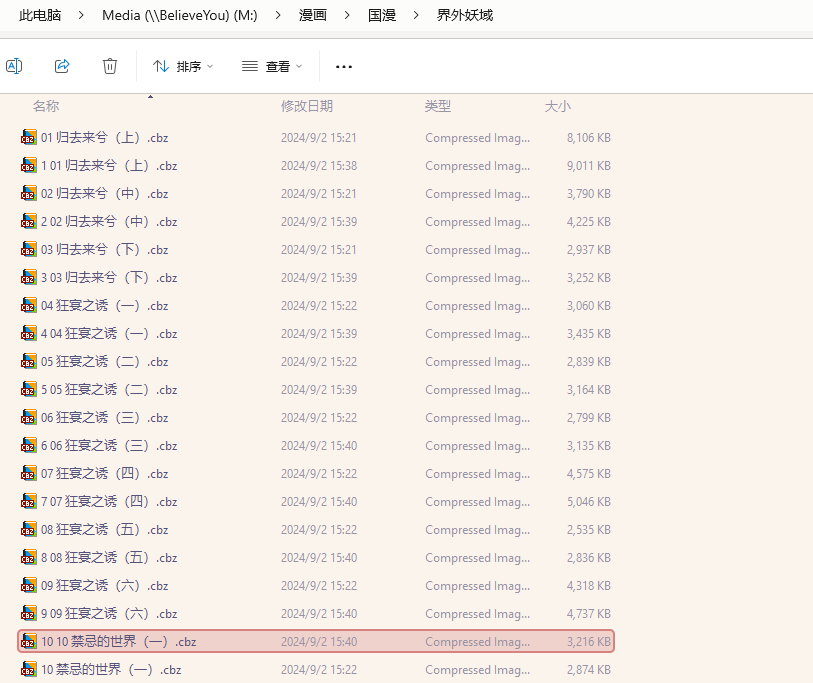 此电脑 > Media (\\BelieveYou) (M:) > 漫画 > 国漫 > 界外妖域
排序 查看 ...
名称 修改日期 类型 大小
01 归去来兮（上）.cbz 2024/9/2 15:21 Compressed Imag... 8,106 KB
1 01 归去来兮（上）.cbz 2024/9/2 15:38 Compressed Imag... 9,011 KB
02 归去来兮（中）.cbz 2024/9/2 15:21 Compressed Imag... 3,790 KB
2 02 归去来兮（中）.cbz 2024/9/2 15:39 Compressed Imag... 4,225 KB
03 归去来兮（下）.cbz 2024/9/2 15:21 Compressed Imag... 2,937 KB
3 03 归去来兮（下）.cbz 2024/9/2 15:39 Compressed Imag... 3,252 KB
04 狂宴之诱（一）.cbz 2024/9/2 15:22 Compressed Imag... 3,060 KB
4 04 狂宴之诱（一）.cbz 2024/9/2 15:39 Compressed Imag... 3,435 KB
05 狂宴之诱（二）.cbz 2024/9/2 15:22 Compressed Imag... 2,839 KB
5 05 狂宴之诱（二）.cbz 2024/9/2 15:39 Compressed Imag... 3,164 KB
06 狂宴之诱（三）.cbz 2024/9/2 15:22 Compressed Imag... 2,799 KB
6 06 狂宴之诱（三）.cbz 2024/9/2 15:40 Compressed Imag... 3,135 KB
07 狂宴之诱（四）.cbz 2024/9/2 15:22 Compressed Imag... 4,575 KB
7 07 狂宴之诱（四）.cbz 2024/9/2 15:40 Compressed Imag... 5,046 KB
08 狂宴之诱（五）.cbz 2024/9/2 15:22 Compressed Imag... 2,535 KB
8 08 狂宴之诱（五）.cbz 2024/9/2 15:40 Compressed Imag... 2,836 KB
09 狂宴之诱（六）.cbz 2024/9/2 15:22 Compressed Imag... 4,318 KB
9 09 狂宴之诱（六）.cbz 2024/9/2 15:40 Compressed Imag... 4,737 KB
10 10 禁忌的世界（一）.cbz 2024/9/2 15:40 Compressed Imag... 3,216 KB
10 禁忌的世界（一）.cbz 2024/9/2 15:22 Compressed Imag... 2,874 KB